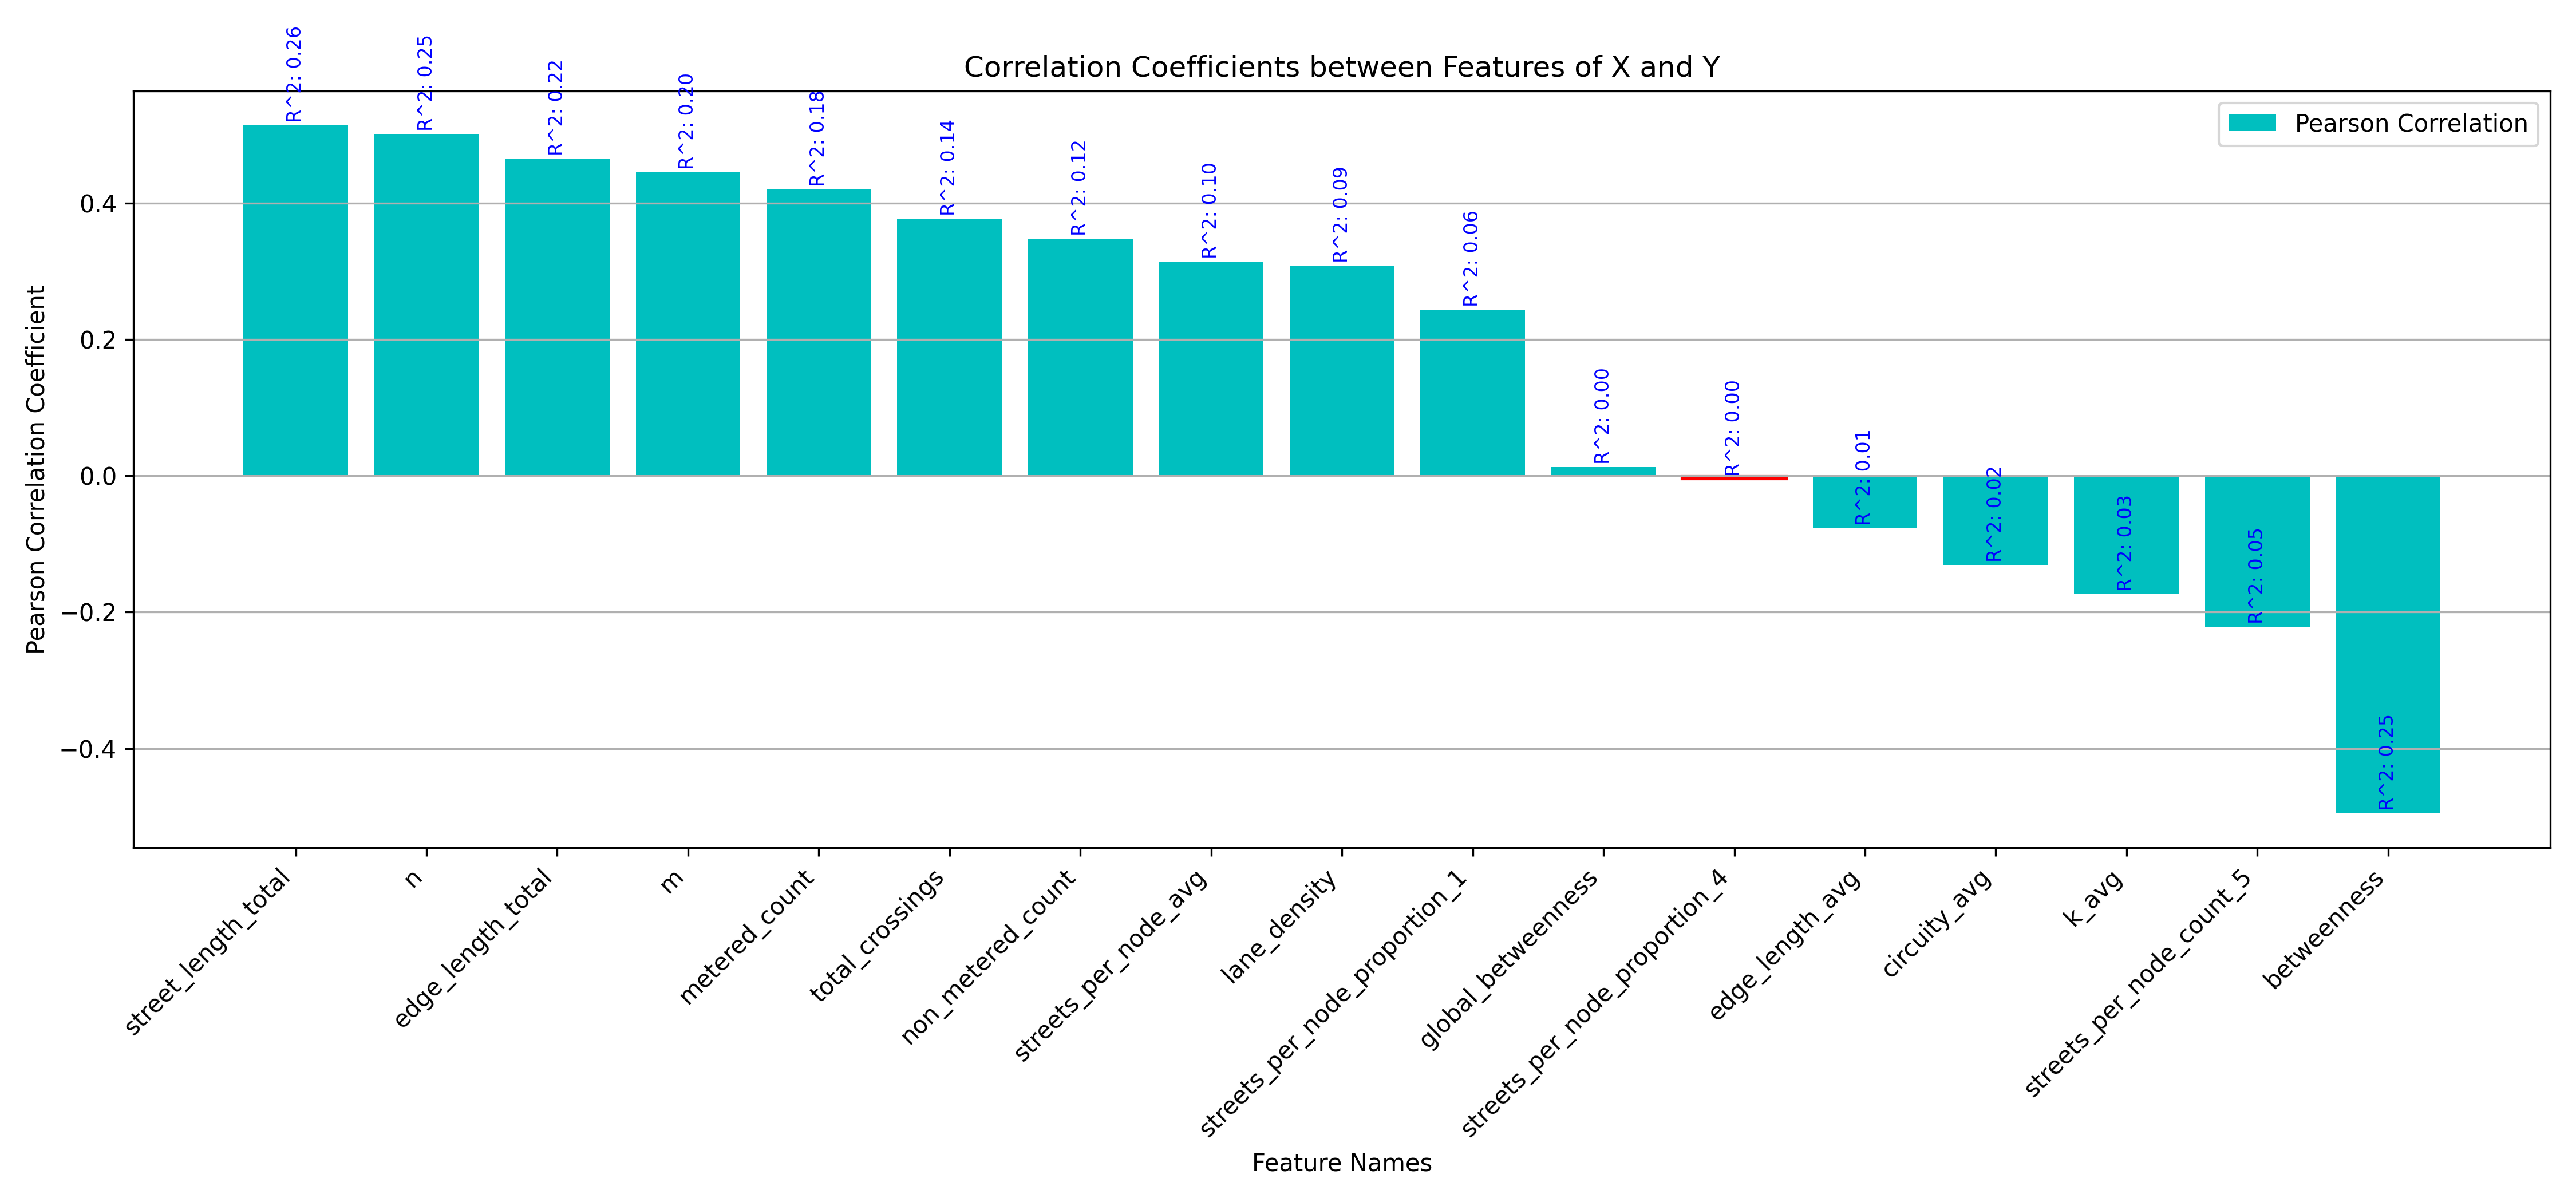 Correlation Coefficients between Features of X and Y
Pearson Correlation
Pearson Correlation Coefficient
0.4
0.2
0.0
−0.2
−0.4
R^2: 0.26
R^2: 0.25
R^2: 0.22
R^2: 0.20
R^2: 0.18
R^2: 0.14
R^2: 0.12
R^2: 0.10
R^2: 0.09
R^2: 0.06
R^2: 0.00
R^2: 0.00
R^2: 0.01
R^2: 0.02
R^2: 0.03
R^2: 0.05
R^2: 0.25
street_length_total
n
edge_length_total
m
metered_count
total_crossings
non_metered_count
streets_per_node_avg
lane_density
streets_per_node_proportion_1
global_betweenness
streets_per_node_proportion_4
edge_length_avg
circuity_avg
k_avg
streets_per_node_count_5
betweenness
Feature Names